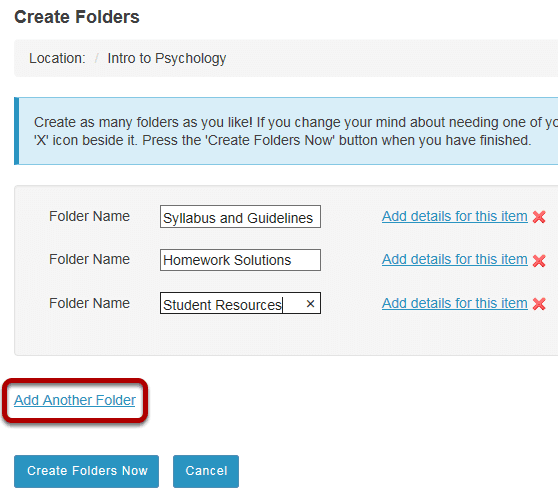 Create Folders
Location: / Intro to Psychology
Create as many folders as you like! If you change your mind about needing one of
'X' icon beside it. Press the 'Create Folders Now' button when you have finished.
Folder Name Syllabus and Guidelines Add details for this item
Folder Name Homework Solutions Add details for this item
Folder Name Student Resources × Add details for this item
Add Another Folder
Create Folders Now Cancel